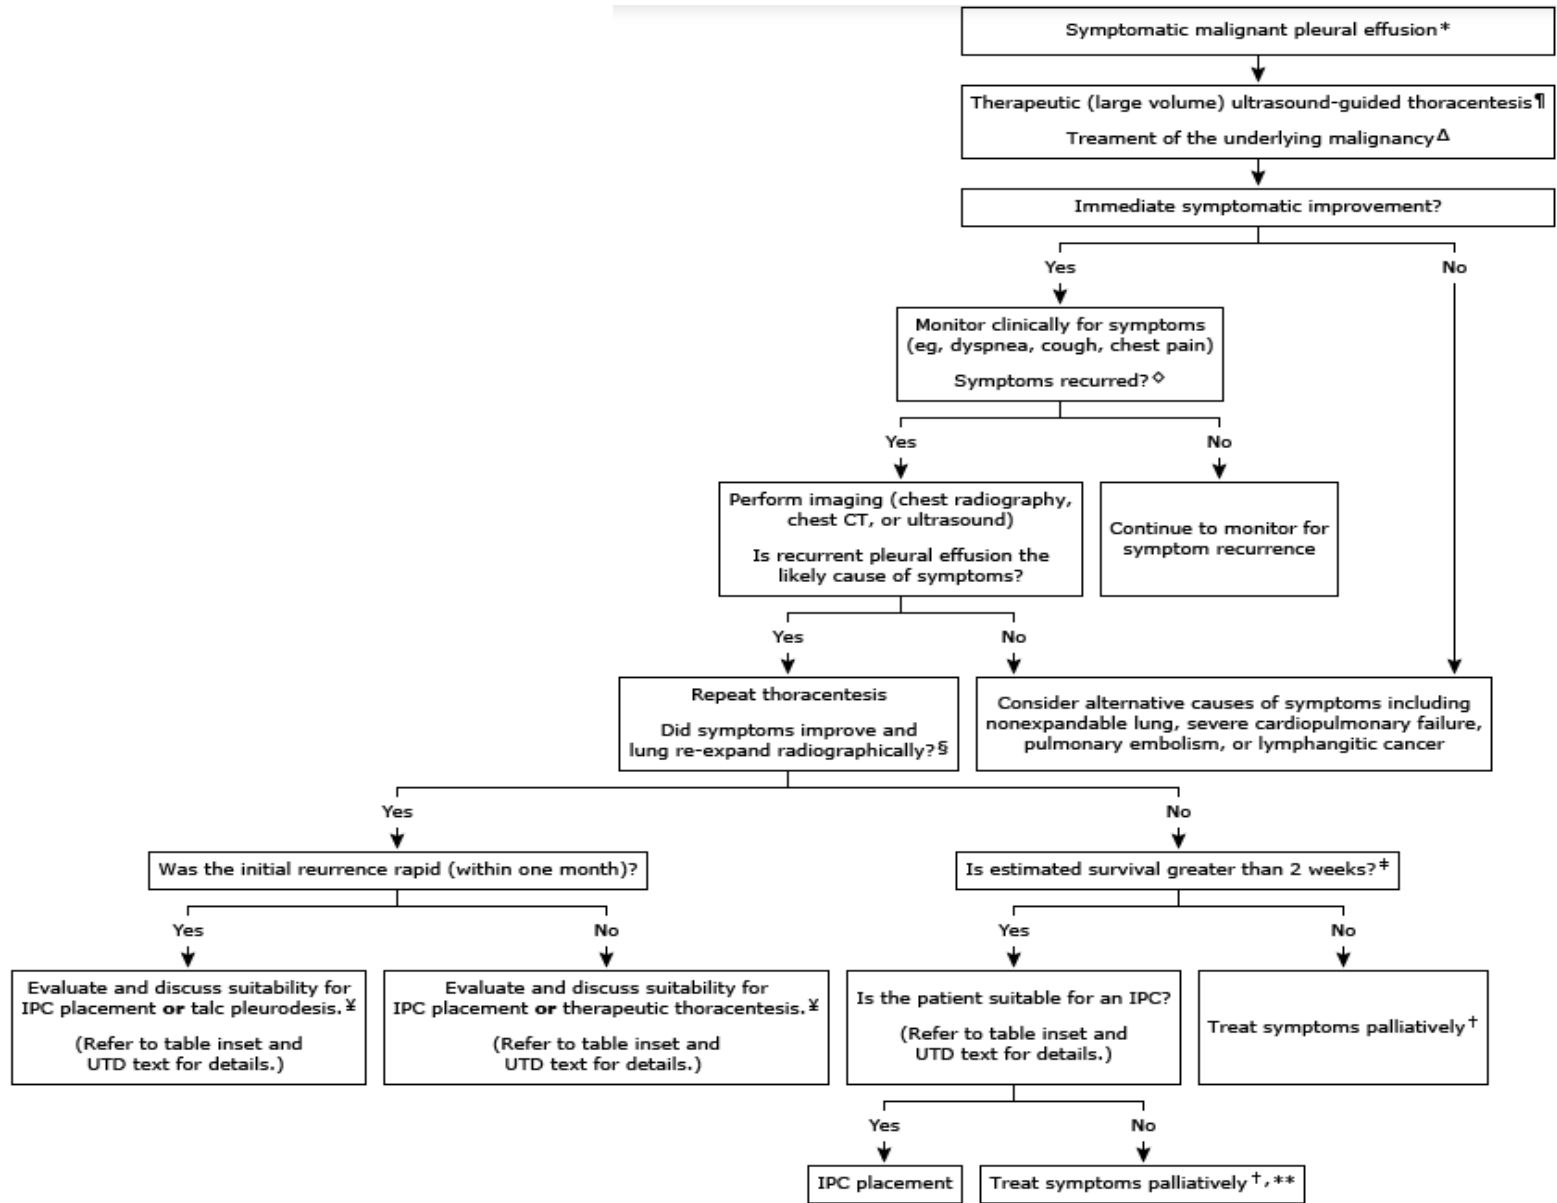 Symptomatic malignant pleural effusion*
Therapeutic (large volume) ultrasound-guided thoracentesis¶
Treament of the underlying malignancyΔ
Immediate symptomatic improvement?
Yes
No
Monitor clinically for symptoms
(eg, dyspnea, cough, chest pain)
Symptoms recurred?◇
Yes
No
Perform imaging (chest radiography,
chest CT, or ultrasound)
Is recurrent pleural effusion the
likely cause of symptoms?
Continue to monitor for
symptom recurrence
Yes
No
Repeat thoracentesis
Did symptoms improve and
lung re-expand radiographically?§
Consider alternative causes of symptoms including
nonexpandable lung, severe cardiopulmonary failure,
pulmonary embolism, or lymphangitic cancer
Yes
No
Was the initial reurrence rapid (within one month)?
Is estimated survival greater than 2 weeks?‡
Yes
No
Yes
No
Evaluate and discuss suitability for
IPC placement or talc pleurodesis.¥
(Refer to table inset and
UTD text for details.)
Evaluate and discuss suitability for
IPC placement or therapeutic thoracentesis.¥
(Refer to table inset and
UTD text for details.)
Is the patient suitable for an IPC?
(Refer to table inset and
UTD text for details.)
Treat symptoms palliatively†
Yes
No
IPC placement
Treat symptoms palliatively†,**